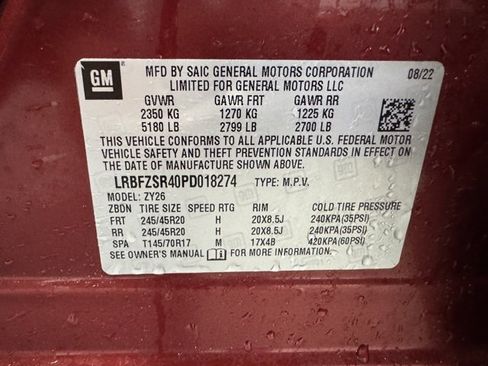 GM
MFD BY SAIC GENERAL MOTORS CORPORATION 08/22
LIMITED FOR GENERAL MOTORS LLC
GVWR GAWR FRT GAWR RR
2350 KG 1270 KG 1225 KG
5180 LB 2799 LB 2700 LB
THIS VEHICLE CONFORMS TO ALL APPLICABLE U.S. FEDERAL MOTOR
VEHICLE SAFETY AND THEFT PREVENTION STANDARDS IN EFFECT
ON THE DATE OF MANUFACTURE SHOWN ABOVE.
LRBFZSR40PD018274 TYPE: M.P.V.
MODEL: ZY26
ZBDN TIRE SIZE SPEED RTG RIM COLD TIRE PRESSURE
FRT 245/45R20 H 20X8.5J 240KPA(35PSI)
RR 245/45R20 H 20X8.5J 240KPA(35PSI)
SPA T145/70R17 M 17X4B 420KPA(60PSI)
SEE OWNER'S MANUAL FOR MORE INFORMATION.